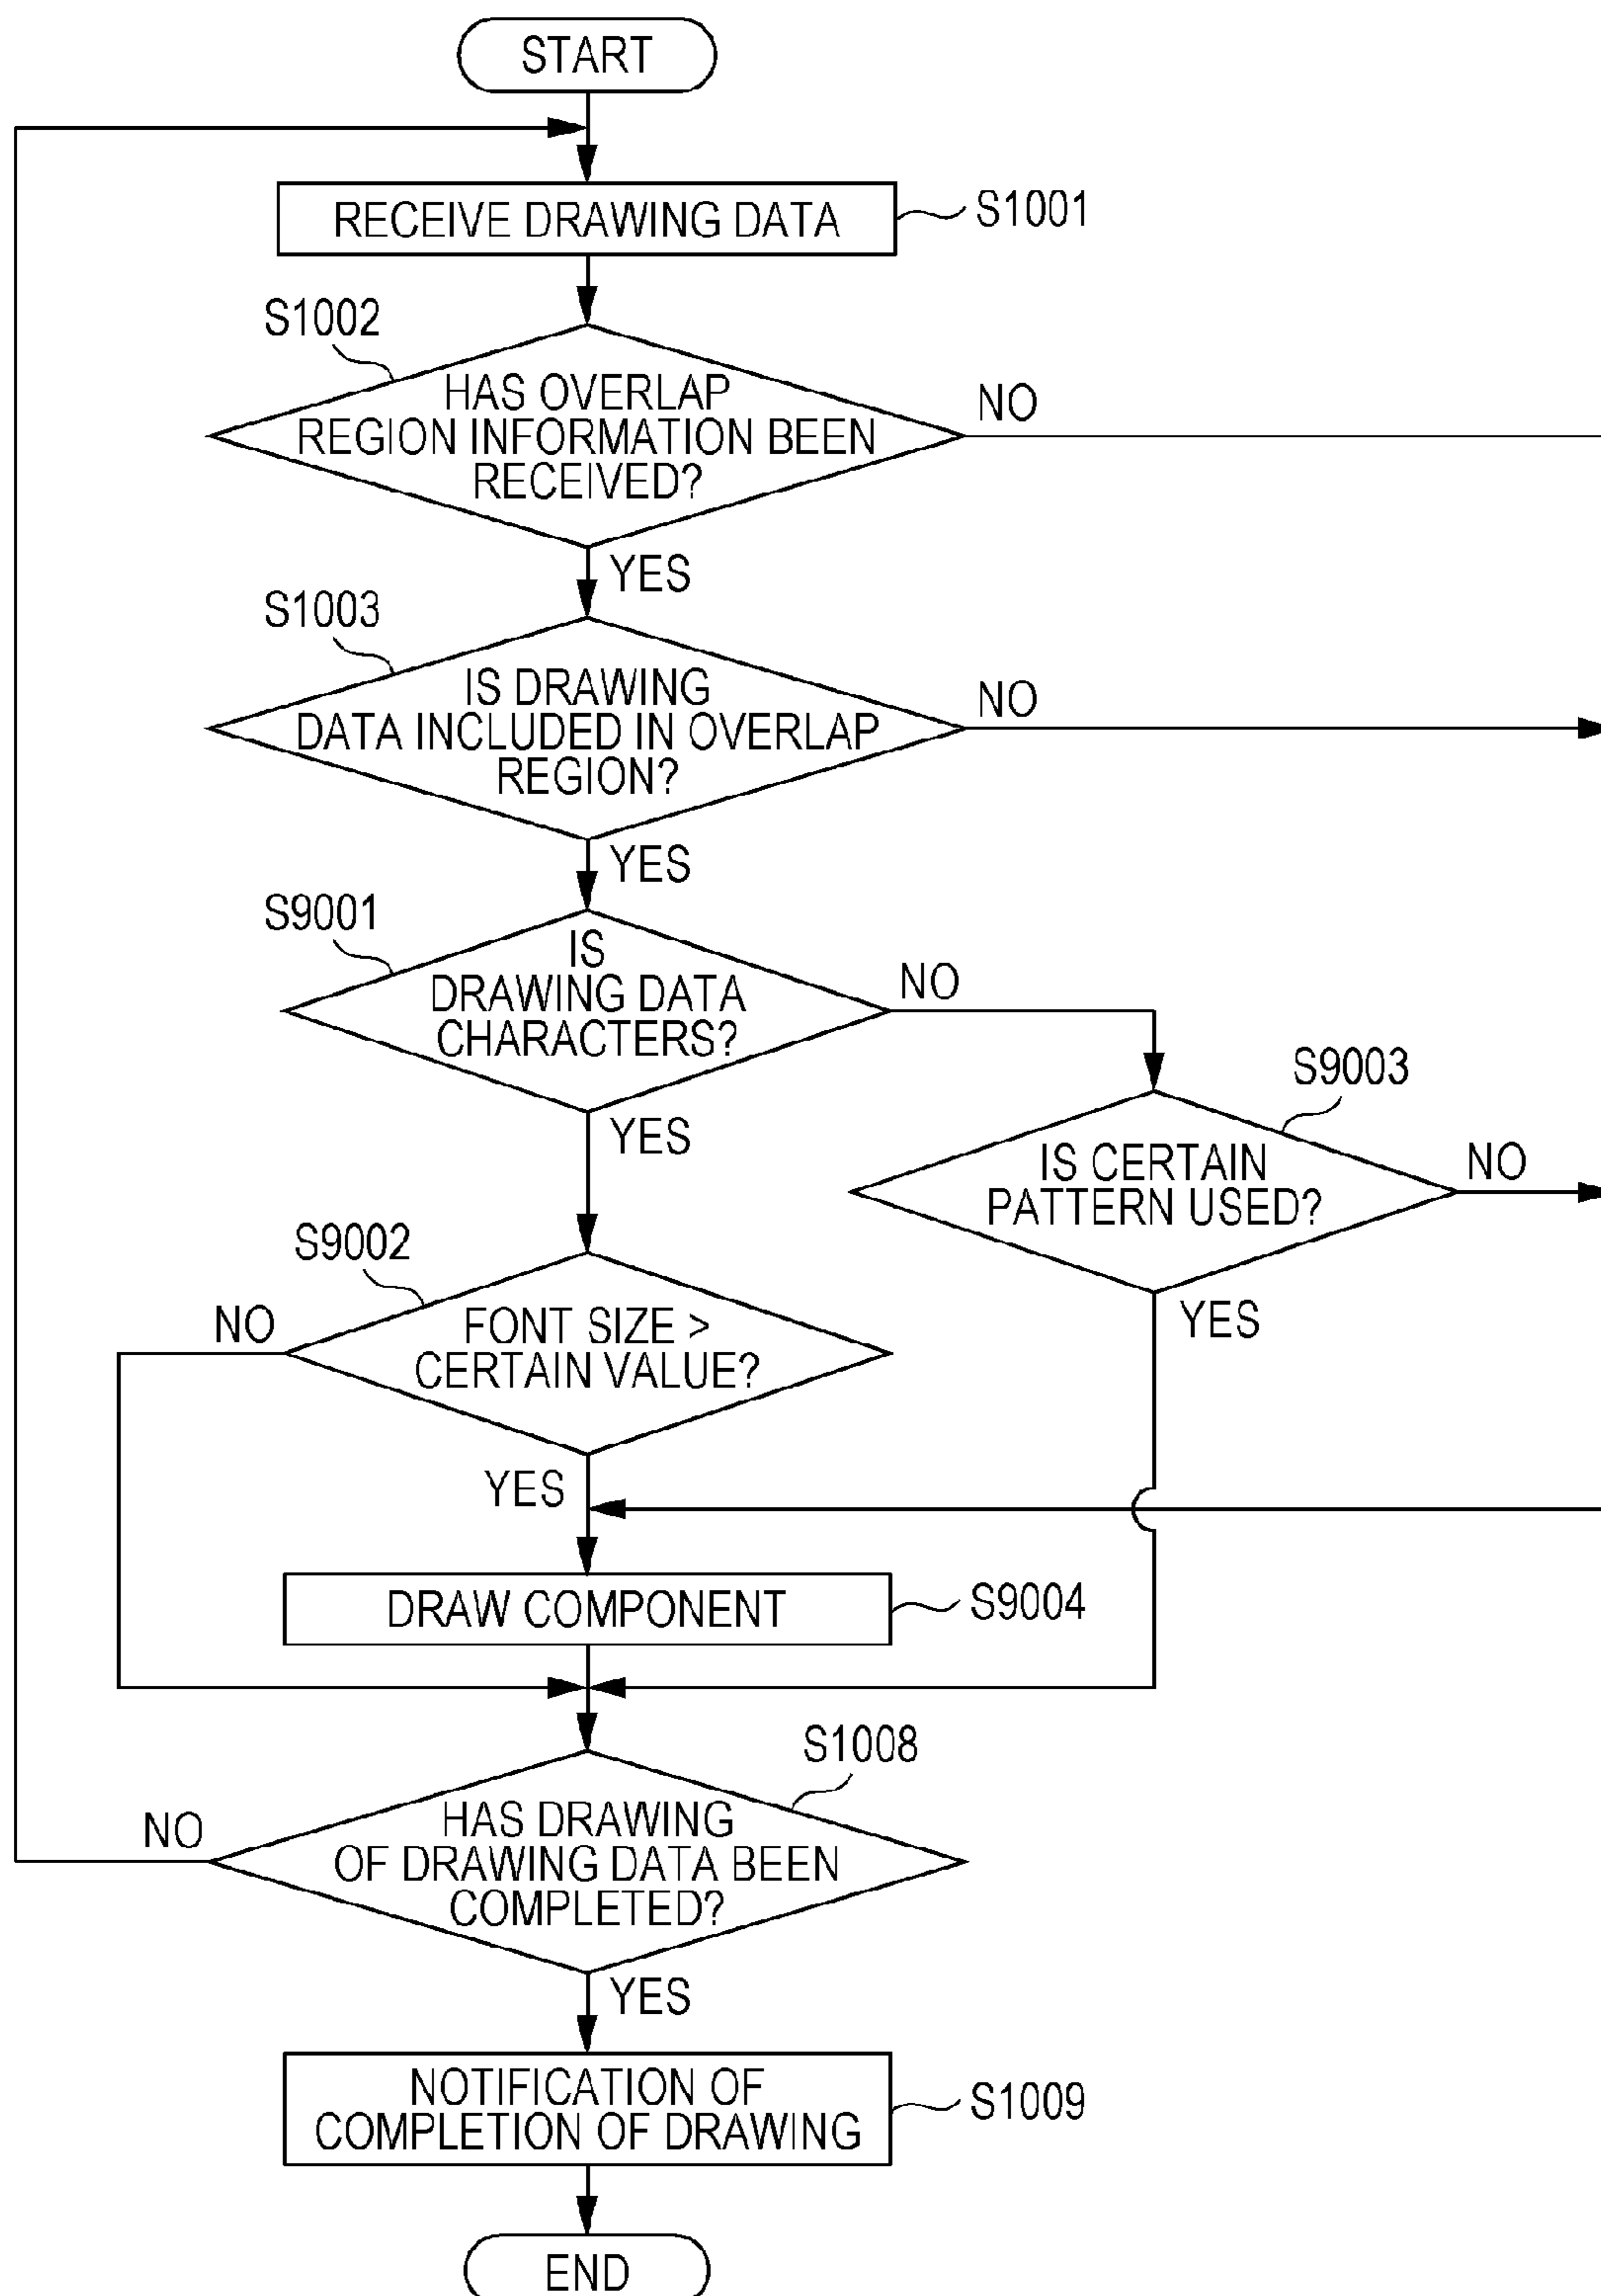 START
RECEIVE DRAWING DATA
S1001
S1002
HAS OVERLAP
REGION INFORMATION BEEN
RECEIVED?
NO
YES
S1003
IS DRAWING
DATA INCLUDED IN OVERLAP
REGION?
NO
YES
S9001
IS
DRAWING DATA
CHARACTERS?
NO
YES
S9003
IS CERTAIN
PATTERN USED?
NO
YES
S9002
FONT SIZE >
CERTAIN VALUE?
NO
YES
DRAW COMPONENT
S9004
S1008
HAS DRAWING
OF DRAWING DATA BEEN
COMPLETED?
NO
YES
NOTIFICATION OF
COMPLETION OF DRAWING
S1009
END